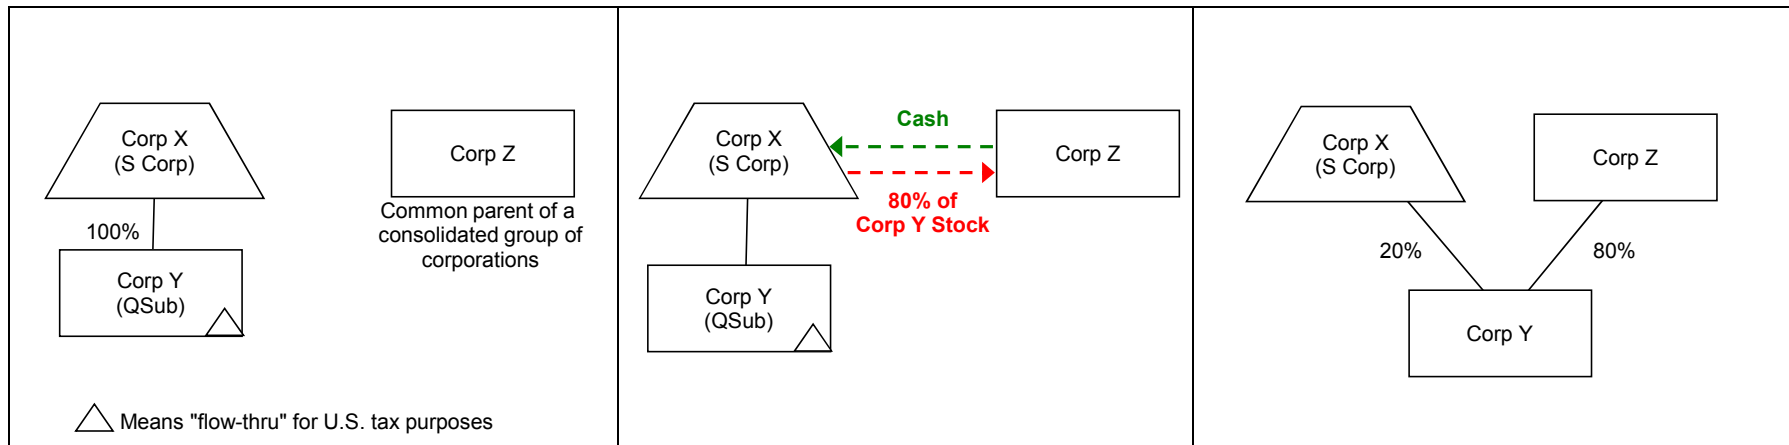 Corp X
(S Corp)
Corp Z
100%
Common parent of a
consolidated group of
corporations
Corp Y
(QSub)
Means "flow-thru" for U.S. tax purposes
Corp X
(S Corp)
Cash
Corp Z
80% of
Corp Y Stock
Corp Y
(QSub)
Corp X
(S Corp)
Corp Z
20%
80%
Corp Y